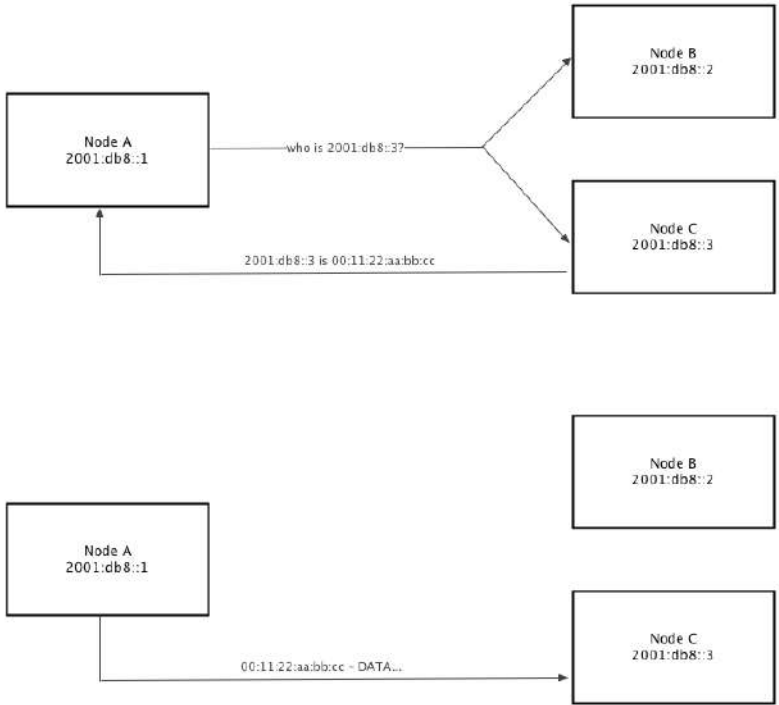 Node B
2001:db8::2
Node A
2001:db8::1
who is 2001:db8::3?
Node C
2001:db8::3
2001:db8::3 is 00:11:22:aa:bb:cc
Node B
2001:db8::2
Node A
2001:db8::1
Node C
2001:db8::3
00:11:22:aa:bb:cc - DATA...